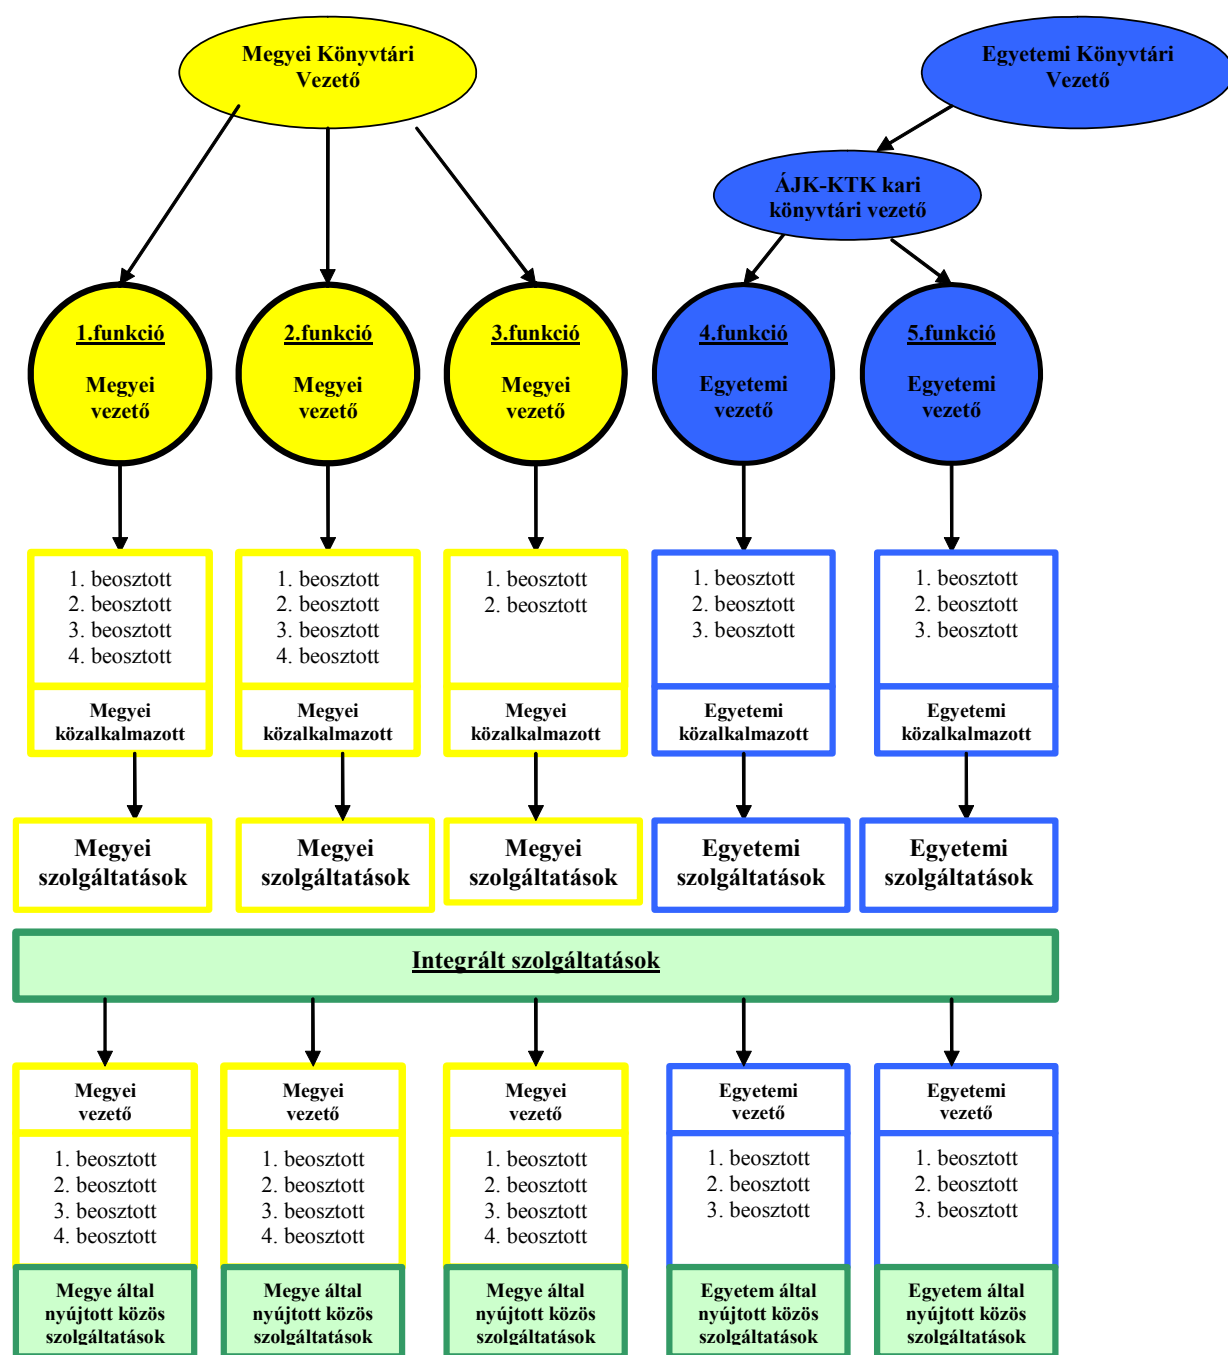 Megyei Könyvtári
Vezető
Egyetemi Könyvtári
Vezető
ÁJK-KTK kari
könyvtári vezető
1.funkció
Megyei
vezető
2.funkció
Megyei
vezető
3.funkció
Megyei
vezető
4.funkció
Egyetemi
vezető
5.funkció
Egyetemi
vezető
1. beosztott
2. beosztott
3. beosztott
4. beosztott
Megyei
közalkalmazott
1. beosztott
2. beosztott
3. beosztott
4. beosztott
Megyei
közalkalmazott
1. beosztott
2. beosztott
Megyei
közalkalmazott
1. beosztott
2. beosztott
3. beosztott
Egyetemi
közalkalmazott
1. beosztott
2. beosztott
3. beosztott
Egyetemi
közalkalmazott
Megyei
szolgáltatások
Megyei
szolgáltatások
Megyei
szolgáltatások
Egyetemi
szolgáltatások
Egyetemi
szolgáltatások
Integrált szolgáltatások
Megyei
vezető
1. beosztott
2. beosztott
3. beosztott
4. beosztott
Megye által
nyújtott közös
szolgáltatások
Megyei
vezető
1. beosztott
2. beosztott
3. beosztott
4. beosztott
Megye által
nyújtott közös
szolgáltatások
Megyei
vezető
1. beosztott
2. beosztott
3. beosztott
4. beosztott
Megye által
nyújtott közös
szolgáltatások
Egyetemi
vezető
1. beosztott
2. beosztott
3. beosztott
Egyetem által
nyújtott közös
szolgáltatások
Egyetemi
vezető
1. beosztott
2. beosztott
3. beosztott
Egyetem által
nyújtott közös
szolgáltatások